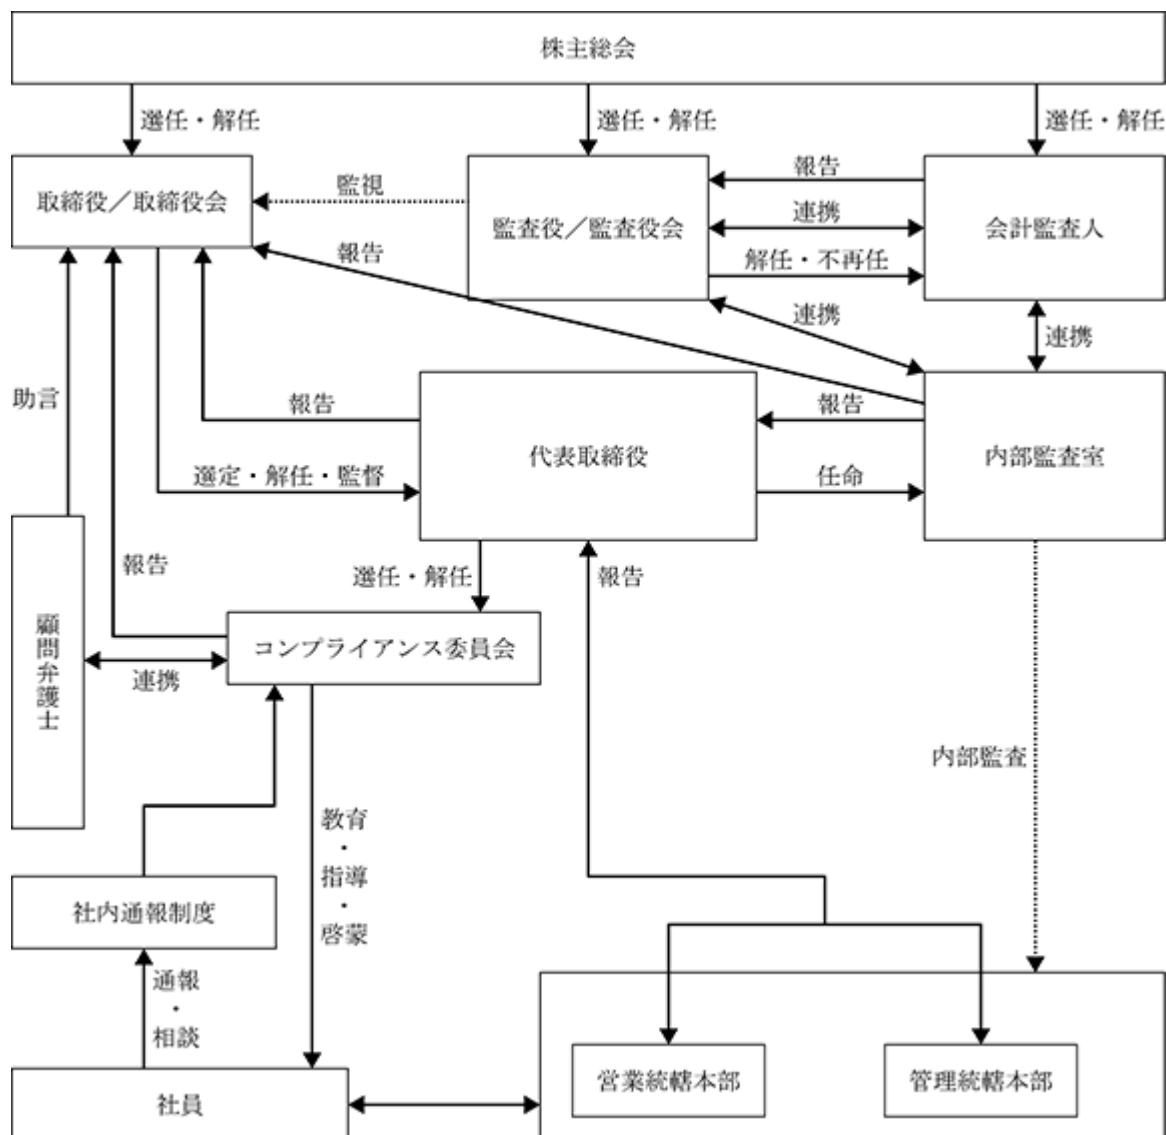 株主総会
選任・解任
選任・解任
選任・解任
取締役／取締役会
監視
監査役／監査役会
報告
連携
解任・不再任
会計監査人
報告
連携
連携
助言
報告
選定・解任・監督
代表取締役
報告
任命
内部監査室
報告
選任・解任
報告
顧問弁護士
連携
コンプライアンス委員会
内部監査
教育
・
指導
・
啓蒙
社内通報制度
通報
・
相談
社員
営業統轄本部
管理統轄本部